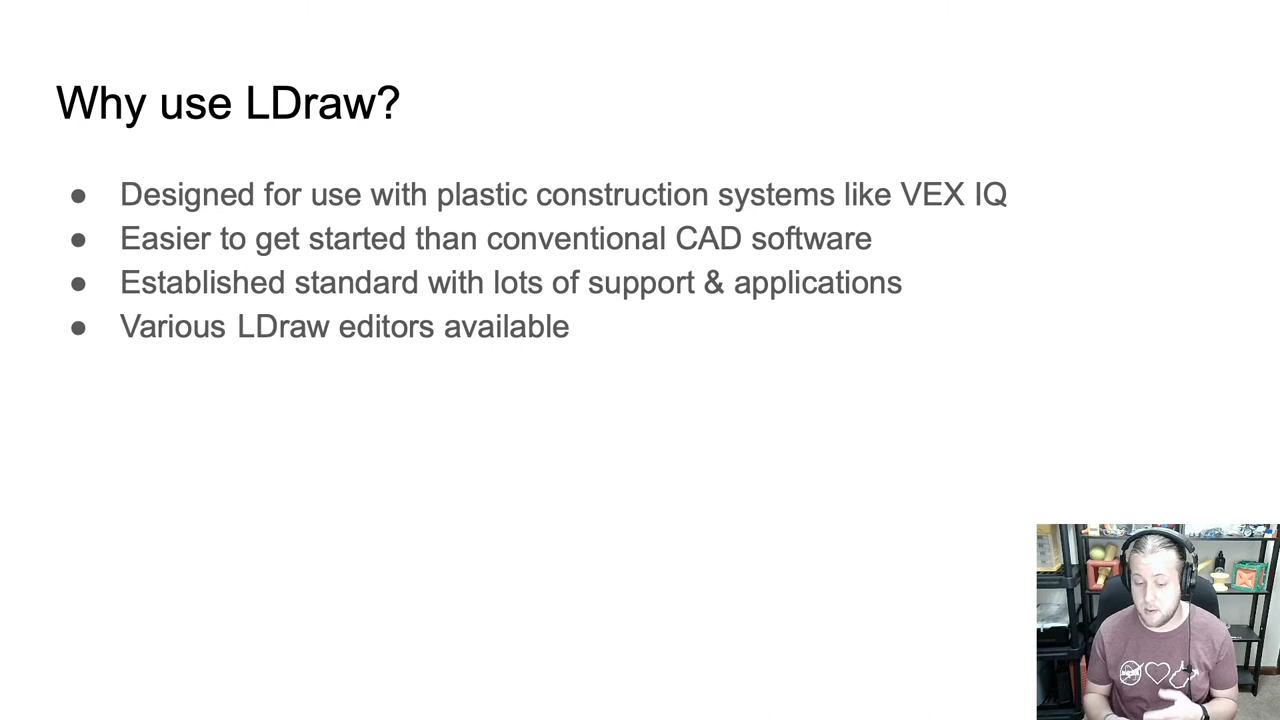 Why use LDraw?
● Designed for use with plastic construction systems like VEX IQ
● Easier to get started than conventional CAD software
● Established standard with lots of support & applications
● Various LDraw editors available
NASA